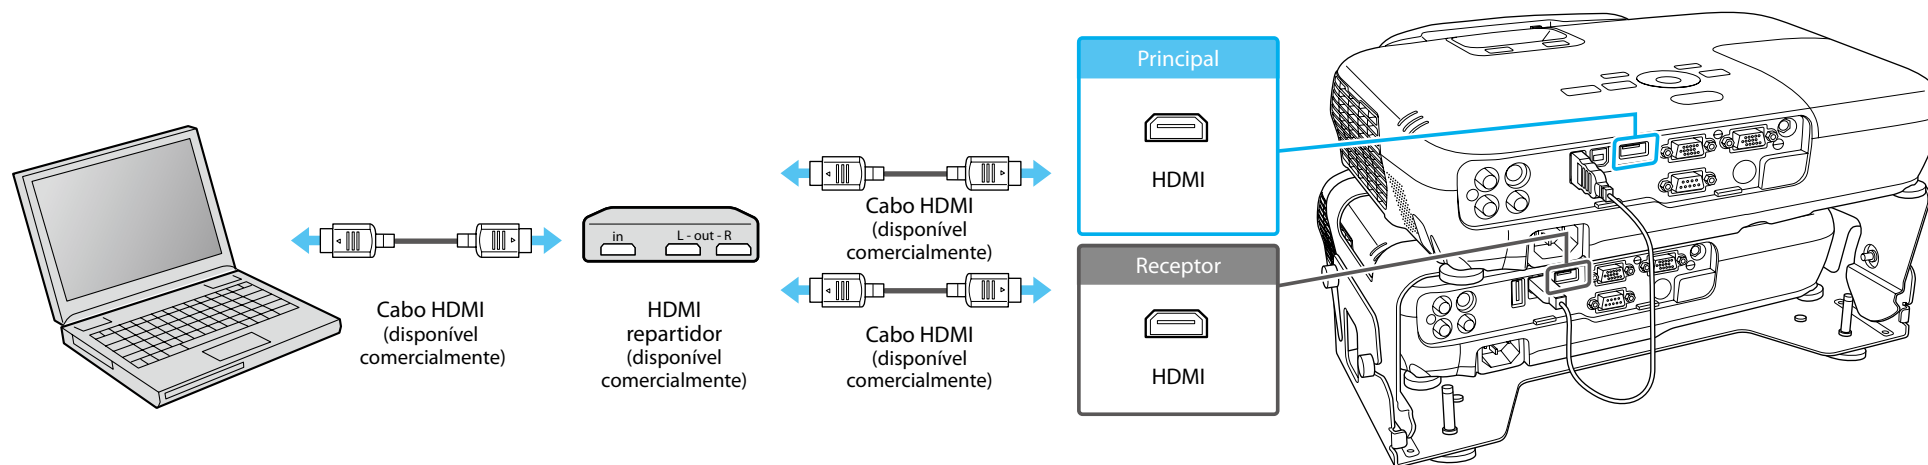 Cabo HDMI
(disponível
comercialmente)
in
L - out - R
HDMI
repartidor
(disponível
comercialmente)
Cabo HDMI
(disponível
comercialmente)
Cabo HDMI
(disponível
comercialmente)
Principal
HDMI
Receptor
HDMI